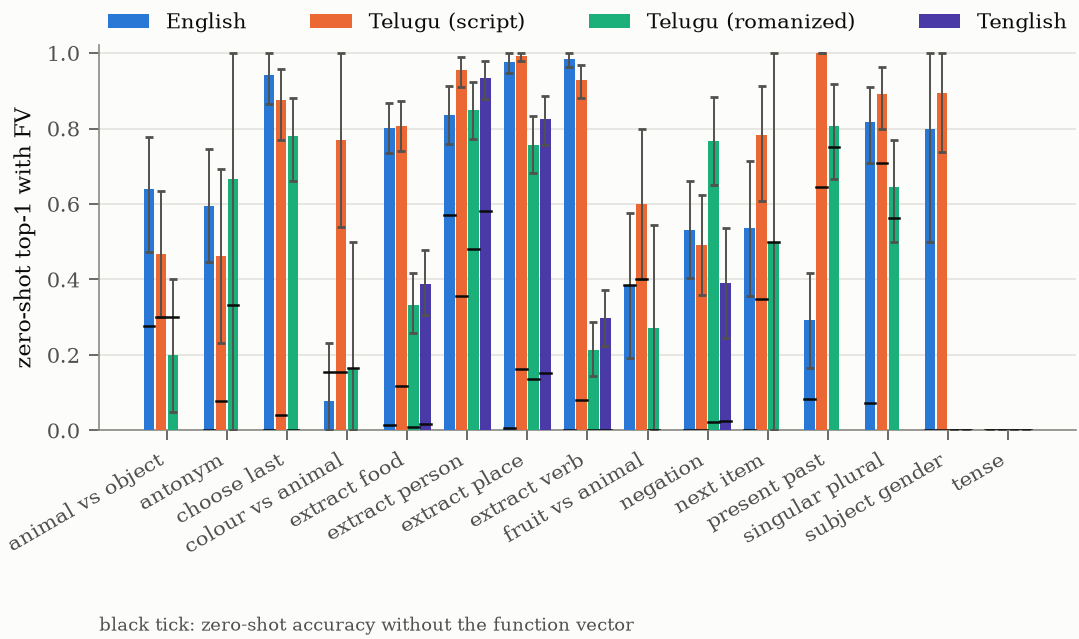 English Telugu (script) Telugu (romanized) Tenglish
zero-shot top-1 with FV
1.0
0.8
0.6
0.4
0.2
0.0
animal vs object
antonym
choose last
colour vs animal
extract food
extract person
extract place
extract verb
fruit vs animal
negation
next item
present past
singular plural
subject gender
tense
black tick: zero-shot accuracy without the function vector